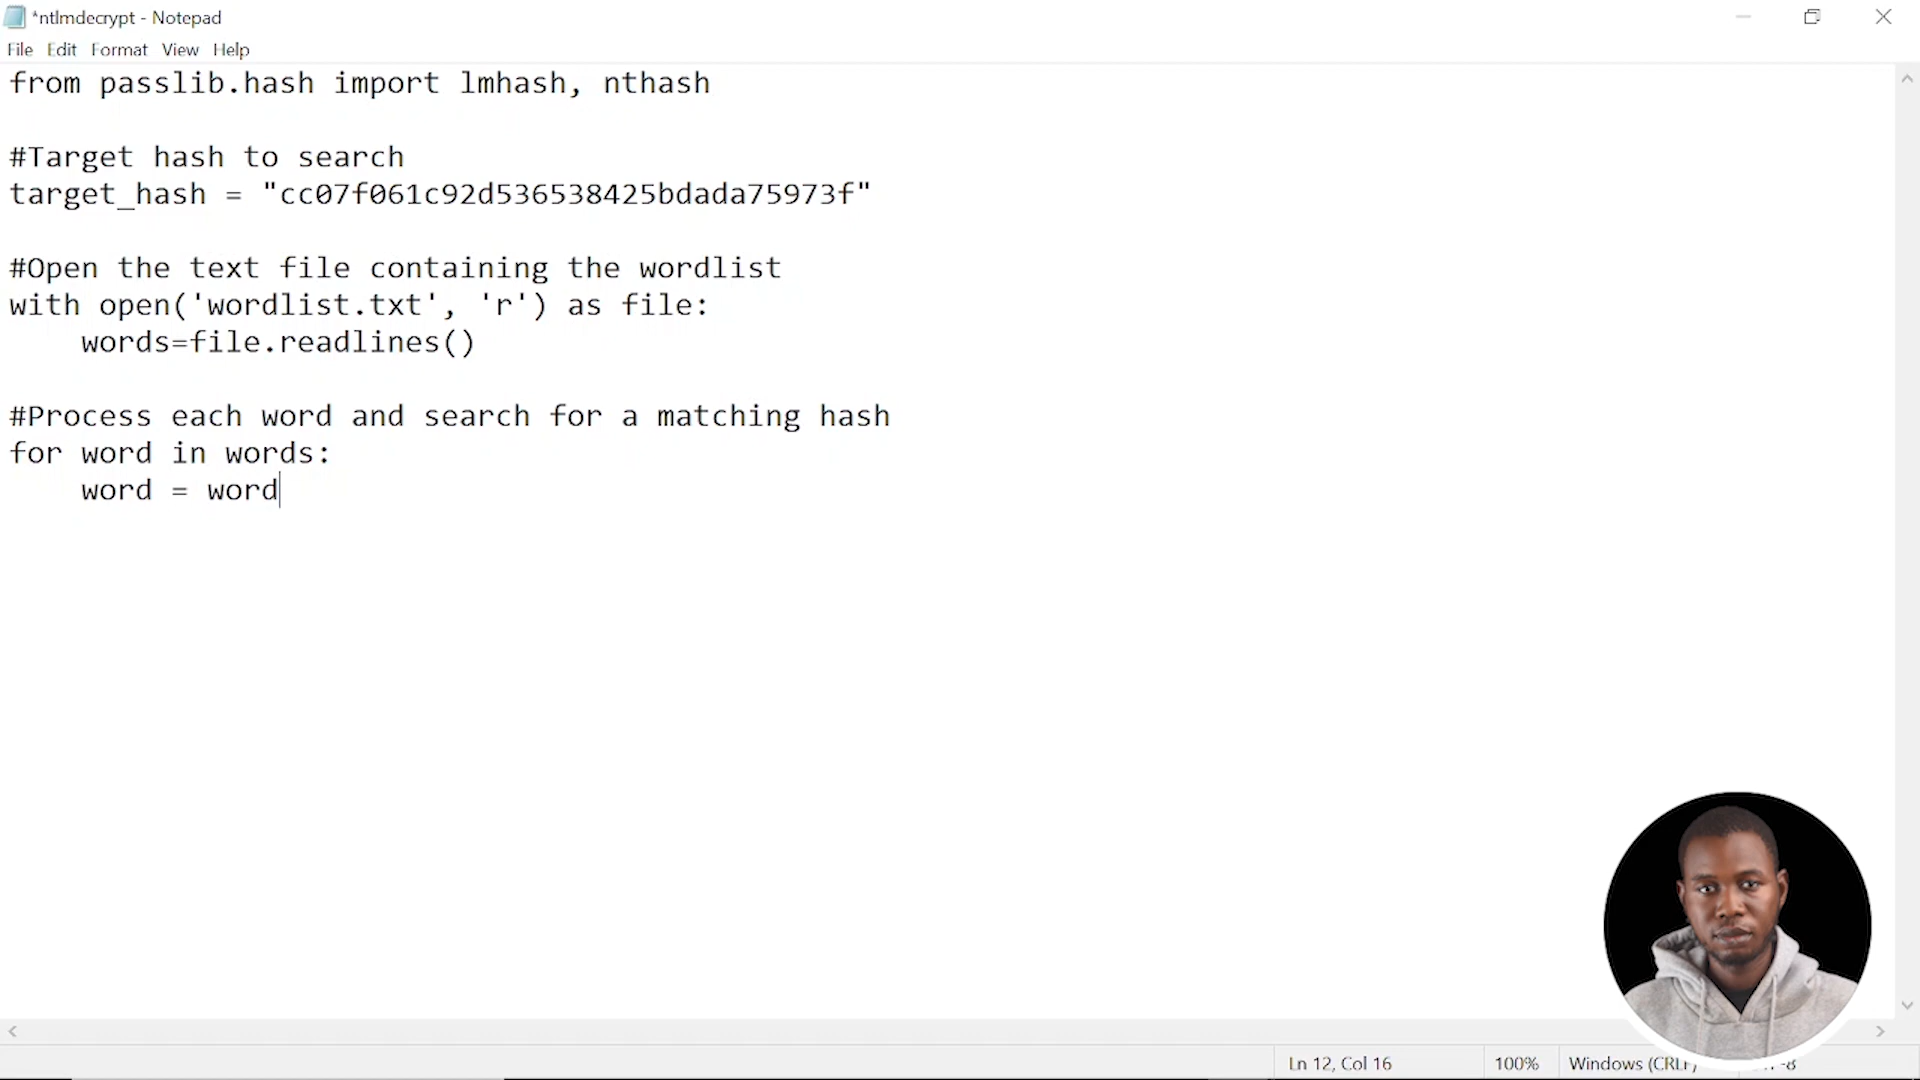 *ntlmdecrypt - Notepad
File Edit Format View Help
from passlib.hash import lmhash, nthash
#Target hash to search
target_hash = "cc07f061c92d536538425bdada75973f"
#Open the text file containing the wordlist
with open('wordlist.txt', 'r') as file:
    words=file.readlines()
#Process each word and search for a matching hash
for word in words:
    word = word
Ln 12, Col 16 100% Windows (CRLF)